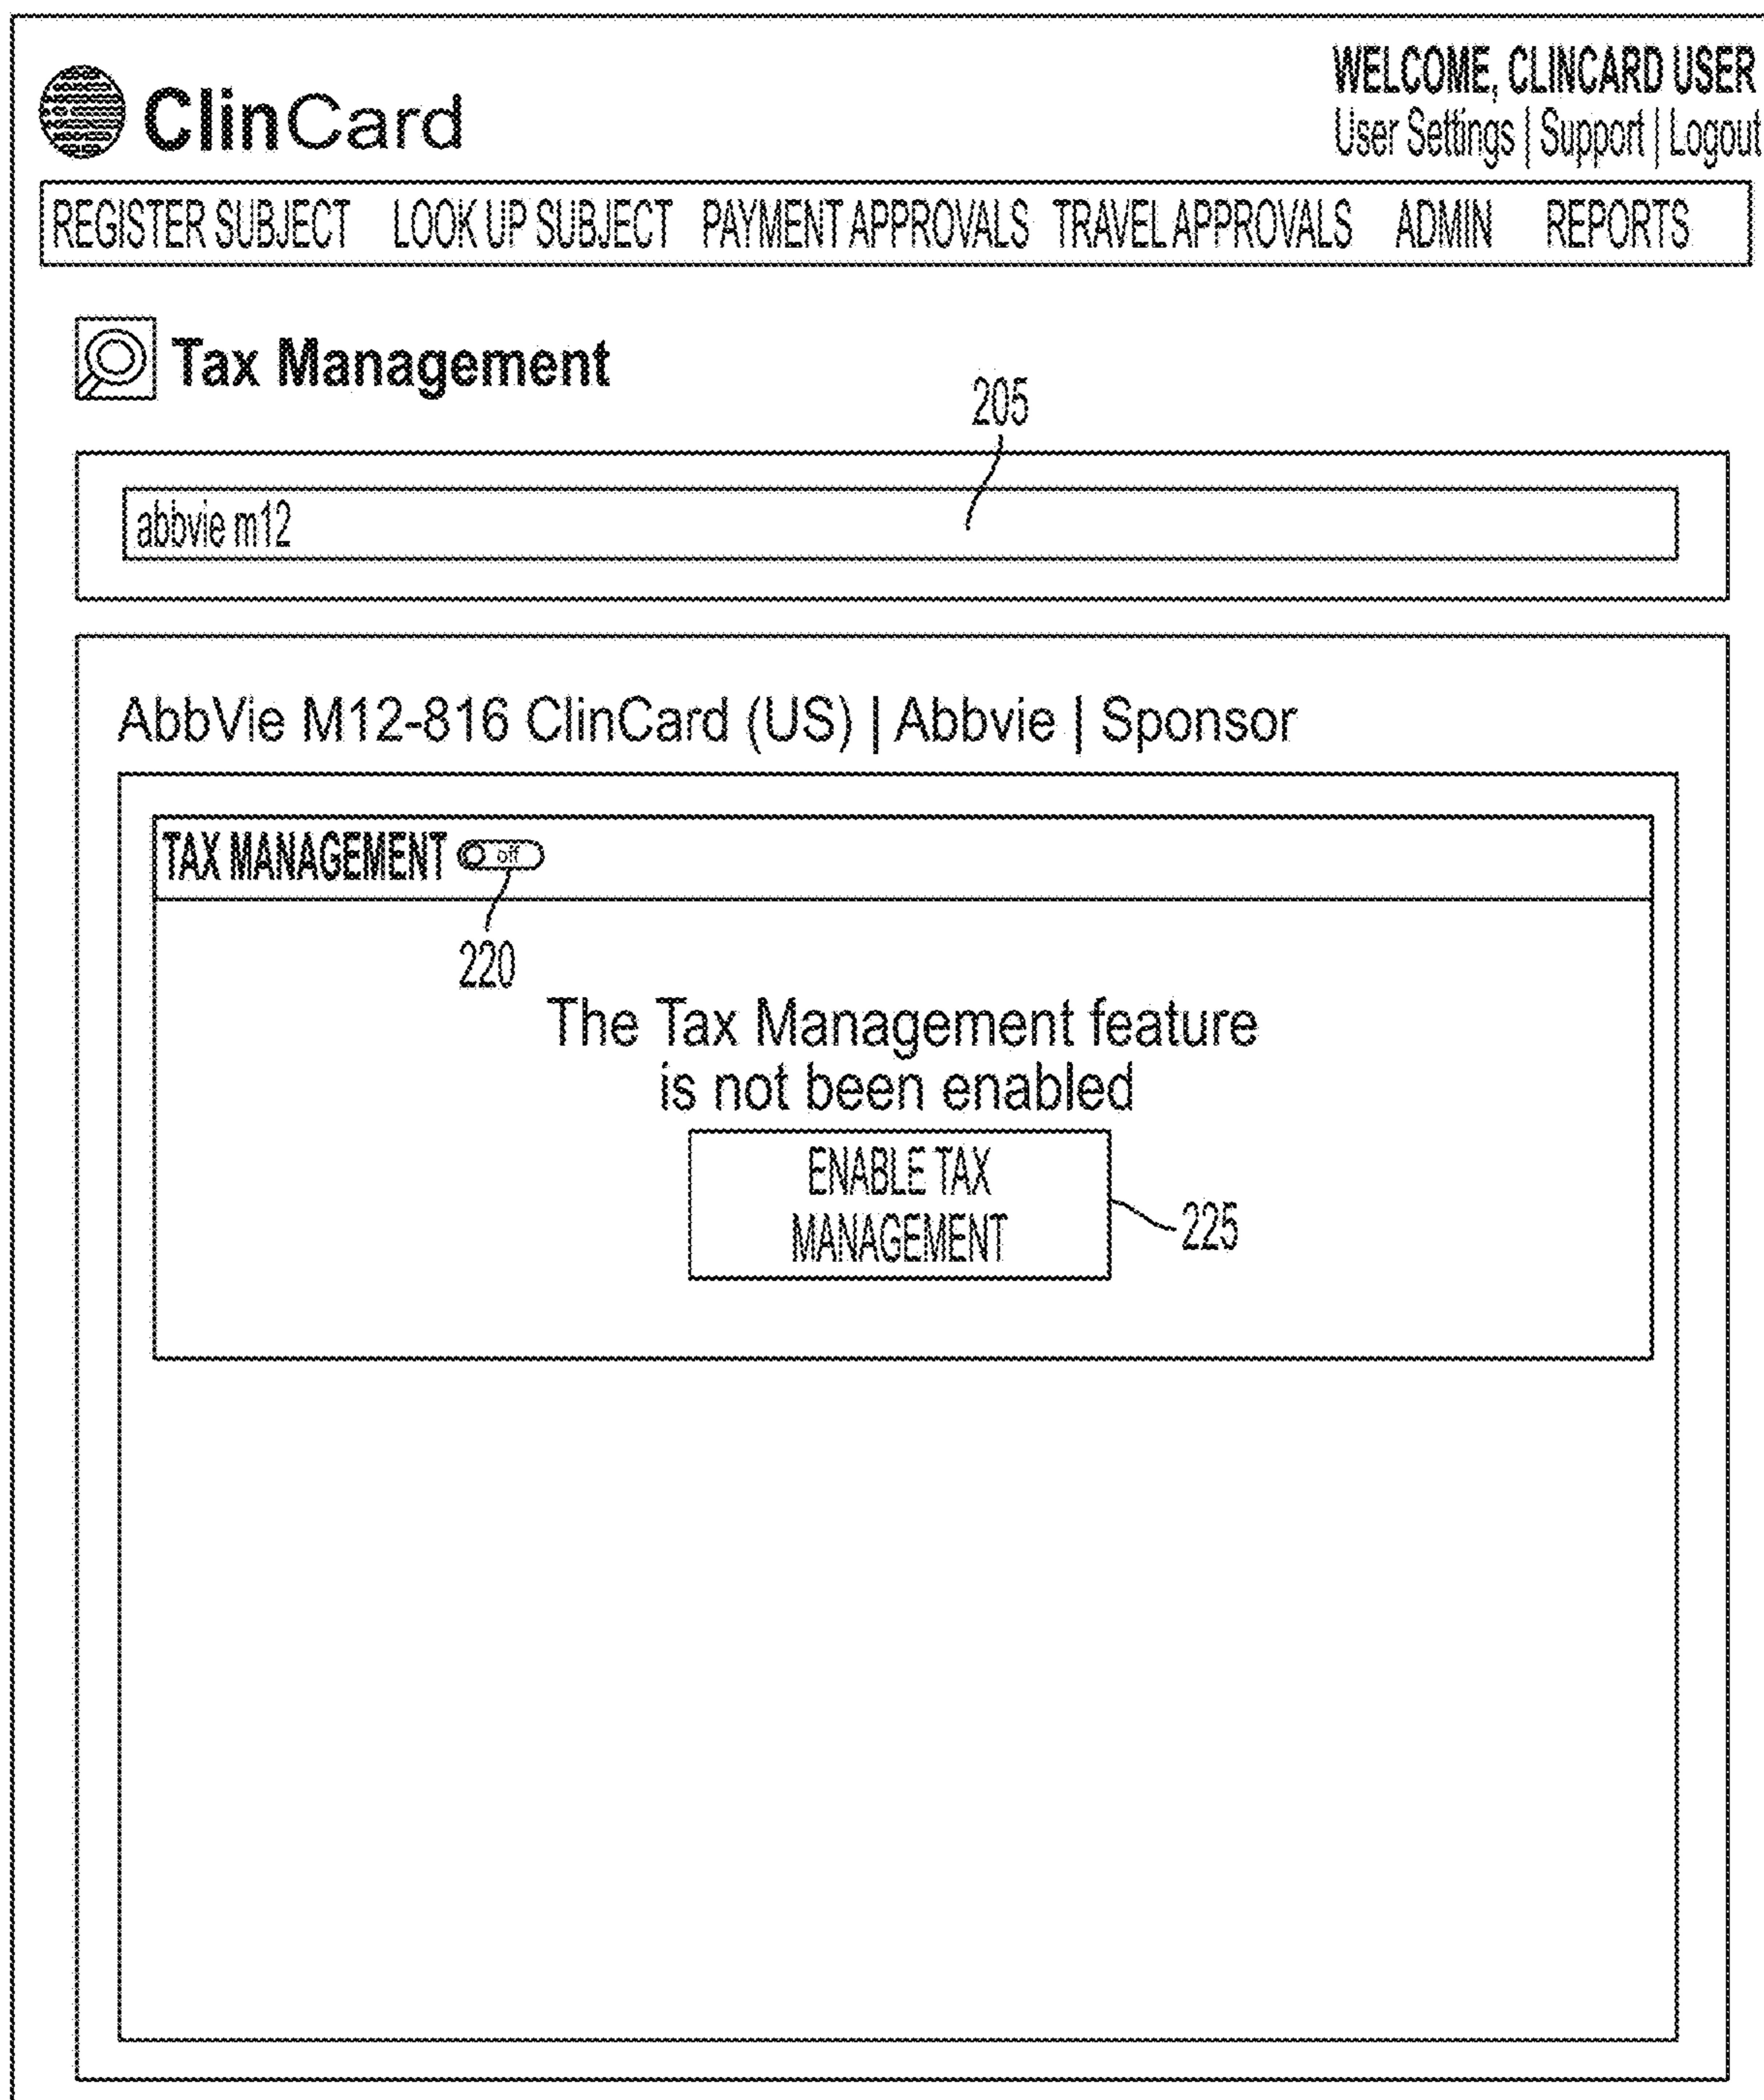 ClinCard
WELCOME, CLINCARD USER
User Settings | Support | Logout
REGISTER SUBJECT LOOK UP SUBJECT PAYMENT APPROVALS TRAVEL APPROVALS ADMIN REPORTS
Tax Management
205
abbvie m12
AbbVie M12-816 ClinCard (US) | Abbvie | Sponsor
TAX MANAGEMENT off
220
The Tax Management feature
is not been enabled
ENABLE TAX
MANAGEMENT
225